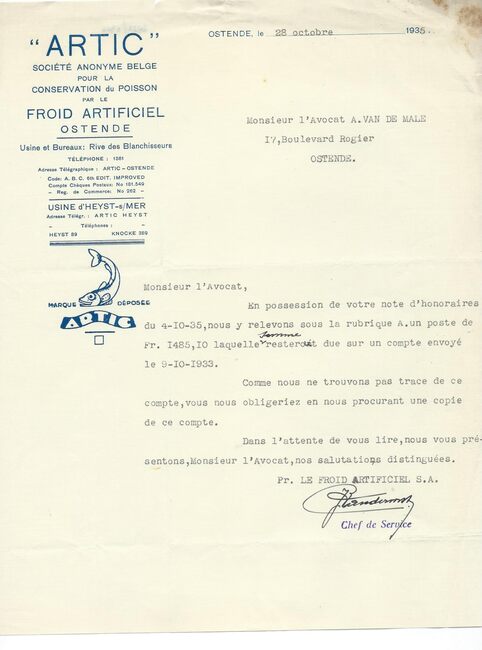 "ARTIC"
SOCIÉTÉ ANONYME BELGE
POUR LA
CONSERVATION du POISSON
PAR LE
FROID ARTIFICIEL
OSTENDE
Usine et Bureaux: Rive des Blanchisseurs
TÉLÉPHONE : 1381
Adresse Télégraphique : ARTIC - OSTENDE
Code: A. B. C. 6th EDIT. IMPROVED
Compte Chèques Postaux: No 161.549
- Reg. de Commerce: No 262 -
USINE d'HEYST-s/MER
Adresse Télégr. : ARTIC HEYST
- Téléphones : -
HEYST 89 KNOCKE 389
MARQUE DÉPOSÉE
ARTIC
OSTENDE, le 28 octobre 1935.
Monsieur l'Avocat A.VAN DE MALE
17,Boulevard Rogier
OSTENDE.
Monsieur l'Avocat,
En possession de votre note d'honoraires
du 4-10-35,nous y relevons sous la rubrique A.un poste de
somme
Fr. 1485,10 laquelle resterait due sur un compte envoyé
le 9-10-1933.
Comme nous ne trouvons pas trace de ce
compte,vous nous obligeriez en nous procurant une copie
de ce compte.
Dans l'attente de vous lire,nous vous pré-
sentons,Monsieur l'Avocat,nos salutations distinguées.
Pr. LE FROID ARTIFICIEL S.A.
Chef de Service